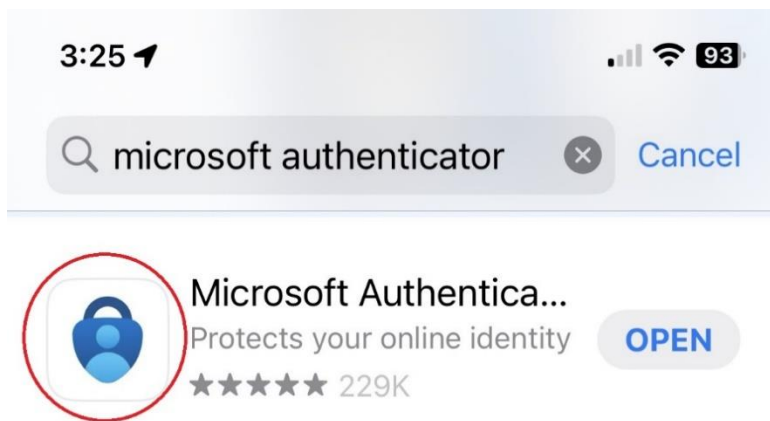 3:25
93
microsoft authenticator
Cancel
Microsoft Authentica...
Protects your online identity
OPEN
229K